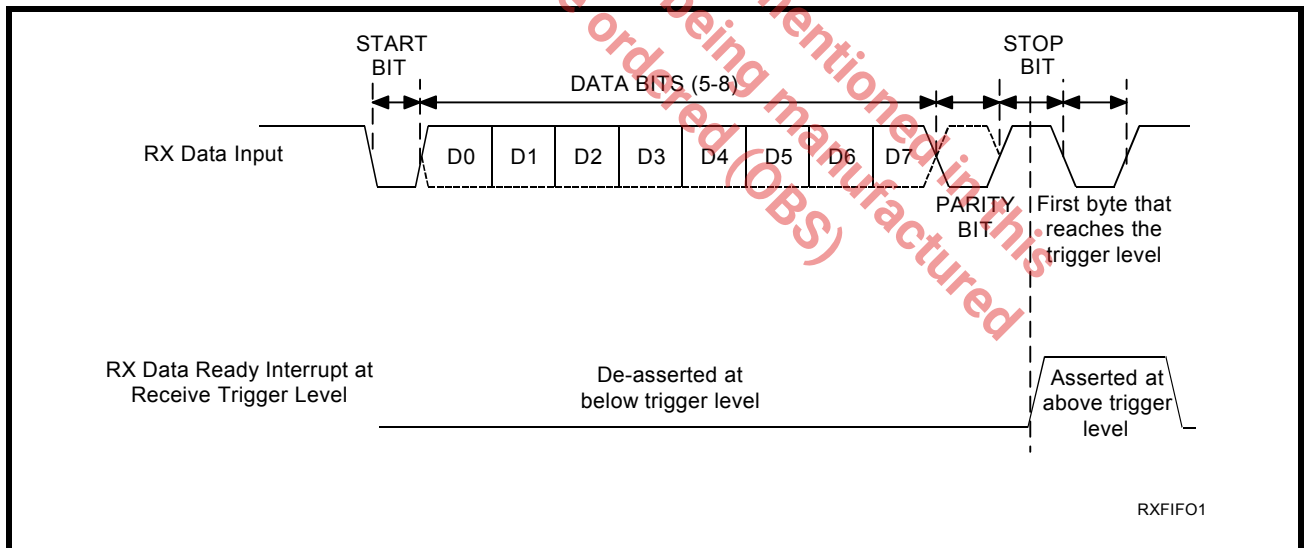 mentioned in this
being manufactured
ordered (OBS)
START
BIT
STOP
BIT
DATA BITS (5-8)
RX Data Input
D0 D1 D2 D3 D4 D5 D6 D7
PARITY
BIT
First byte that
reaches the
trigger level
RX Data Ready Interrupt at
Receive Trigger Level
De-asserted at
below trigger level
Asserted at
above trigger
level
RXFIFO1